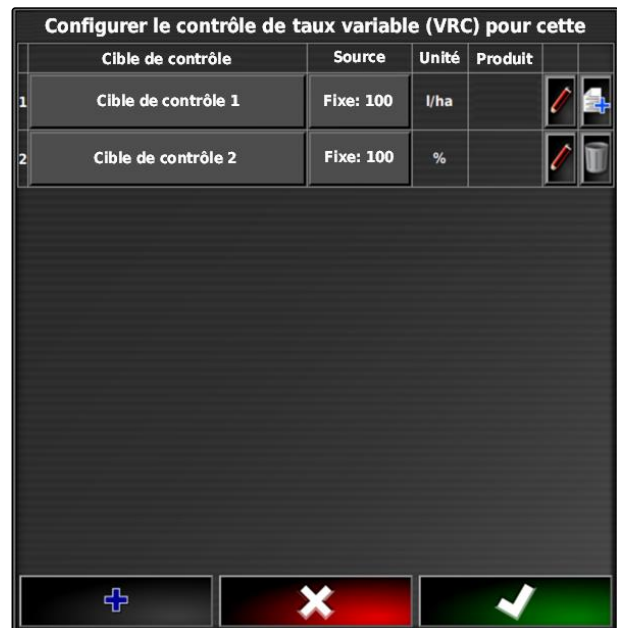 Configurer le contrôle de taux variable (VRC) pour cette
Cible de contrôle Source Unité Produit
1 Cible de contrôle 1 Fixe: 100 l/ha
2 Cible de contrôle 2 Fixe: 100 %